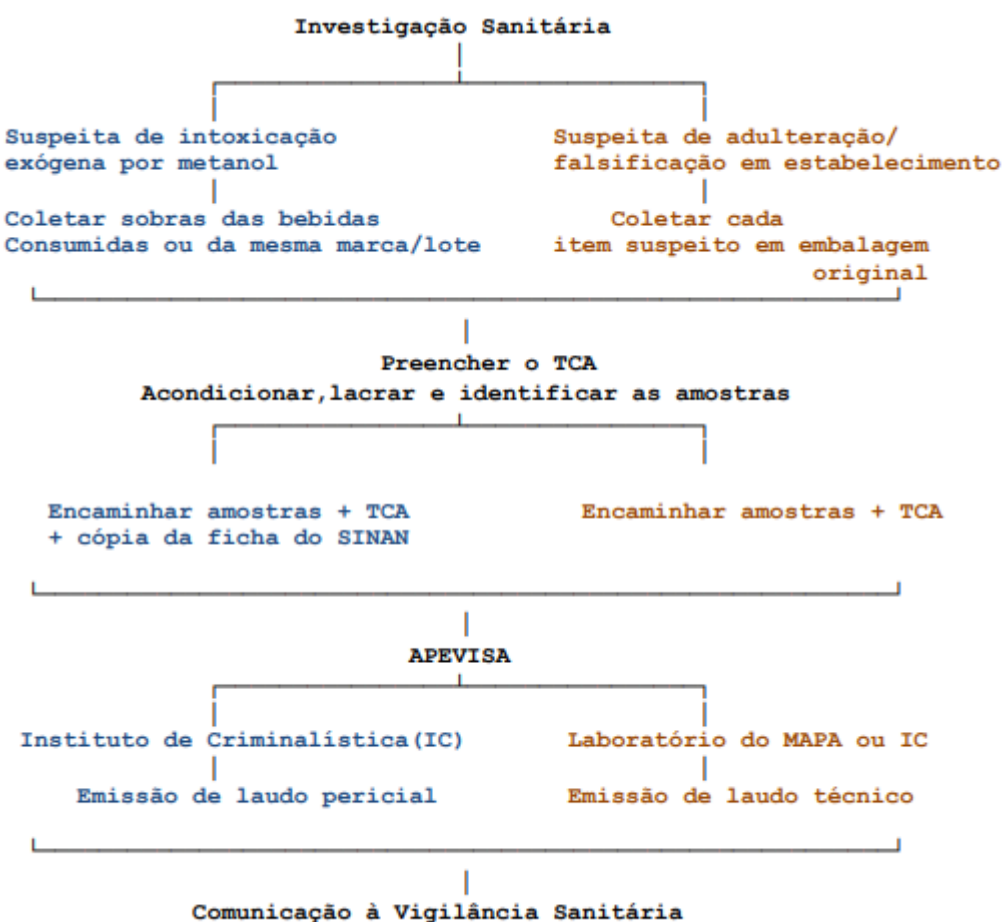 Investigação Sanitária
Suspeita de intoxicação
exógena por metanol
Suspeita de adulteração/
falsificação em estabelecimento
Coletar sobras das bebidas
Consumidas ou da mesma marca/lote
Coletar cada
item suspeito em embalagem
original
Preencher o TCA
Acondicionar,lacrar e identificar as amostras
Encaminhar amostras + TCA
+ cópia da ficha do SINAN
Encaminhar amostras + TCA
APEVISA
Instituto de Criminalística(IC)
Laboratório do MAPA ou IC
Emissão de laudo pericial
Emissão de laudo técnico
Comunicação à Vigilância Sanitária